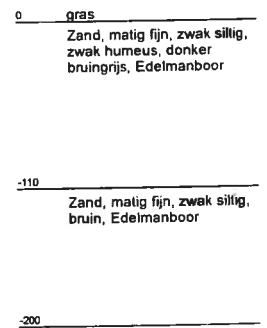 0 gras
Zand, matig fijn, zwak siltig,
zwak humeus, donker
bruingrijs, Edelmanboor
-110
Zand, matig fijn, zwak siltig,
bruin, Edelmanboor
-200